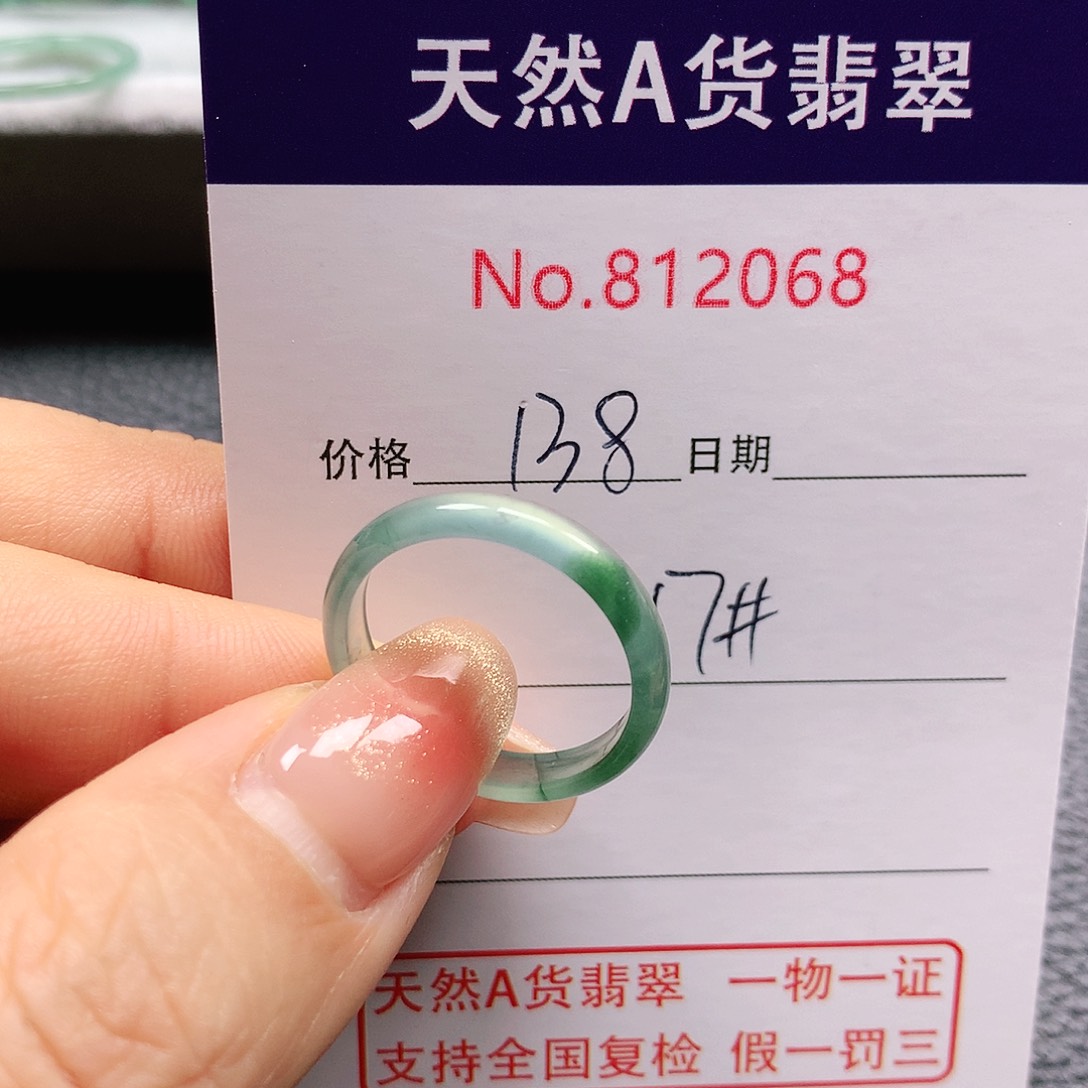 天然A货翡翠
No.812068
价格 138 日期
17#
天然A货翡翠 一物一证
支持全国复检 假一罚三